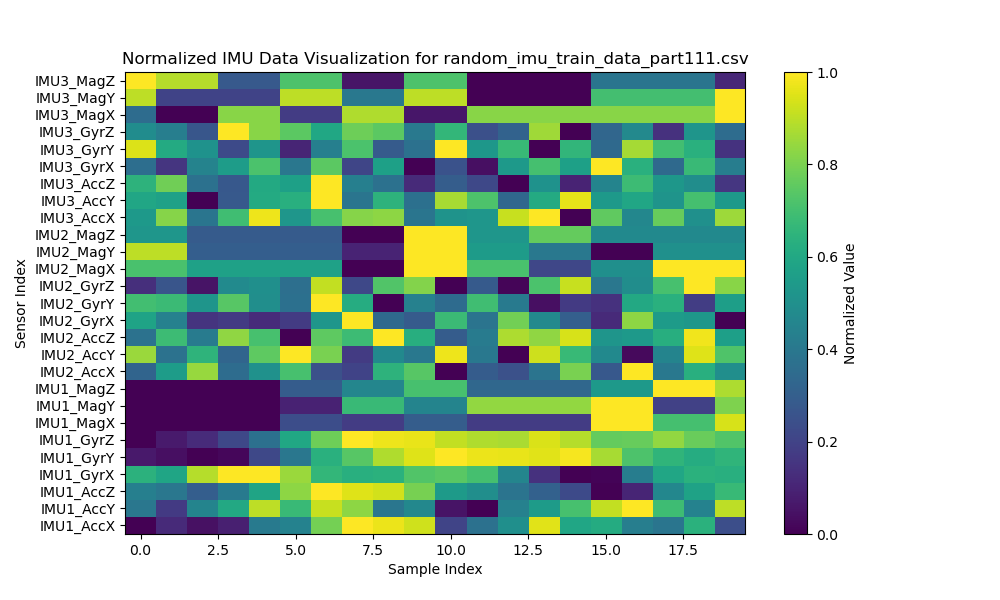 Normalized IMU Data Visualization for random_imu_train_data_part111.csv
IMU3_MagZ
IMU3_MagY
IMU3_MagX
IMU3_GyrZ
IMU3_GyrY
IMU3_GyrX
IMU3_AccZ
IMU3_AccY
IMU3_AccX
IMU2_MagZ
IMU2_MagY
IMU2_MagX
IMU2_GyrZ
IMU2_GyrY
IMU2_GyrX
IMU2_AccZ
IMU2_AccY
IMU2_AccX
IMU1_MagZ
IMU1_MagY
IMU1_MagX
IMU1_GyrZ
IMU1_GyrY
IMU1_GyrX
IMU1_AccZ
IMU1_AccY
IMU1_AccX
Sensor Index
0.0 2.5 5.0 7.5 10.0 12.5 15.0 17.5
Sample Index
1.0
0.8
0.6
0.4
0.2
0.0
Normalized Value